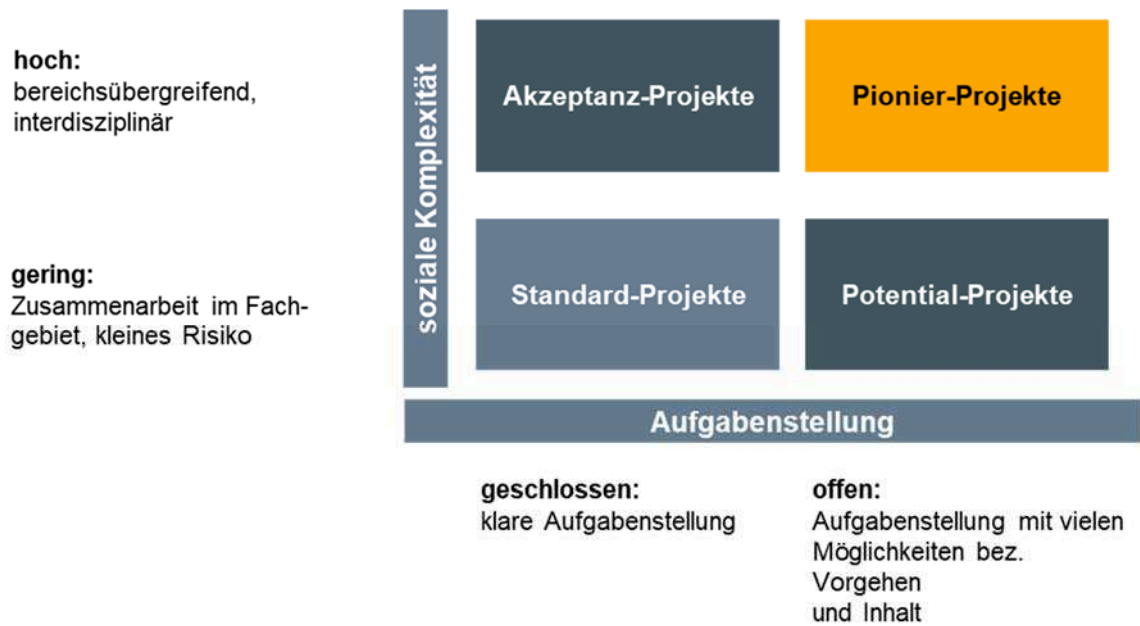 hoch:
bereichsübergreifend,
interdisziplinär
gering:
Zusammenarbeit im Fach-
gebiet, kleines Risiko
soziale Komplexität
Akzeptanz-Projekte
Pionier-Projekte
Standard-Projekte
Potential-Projekte
Aufgabenstellung
geschlossen:
klare Aufgabenstellung
offen:
Aufgabenstellung mit vielen
Möglichkeiten bez.
Vorgehen
und Inhalt